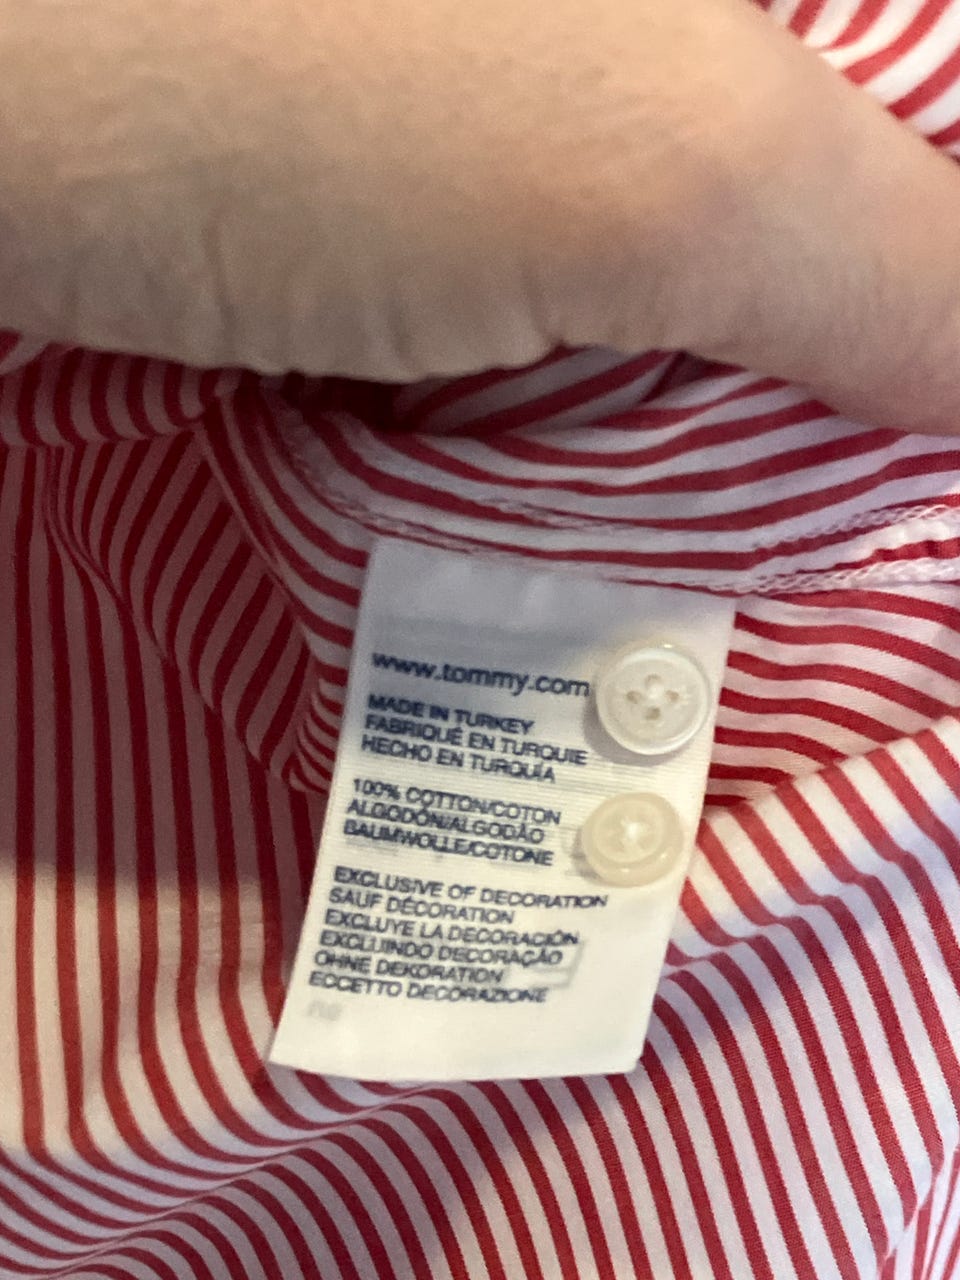 www.tommy.com
MADE IN TURKEY
FABRIQUÉ EN TURQUIE
HECHO EN TURQUÍA
100% COTTON/COTON
ALGODÓN/ALGODÃO
BAUMWOLLE/COTONE
EXCLUSIVE OF DECORATION
SAUF DÉCORATION
EXCLUYE LA DECORACIÓN
EXCLUINDO DECORAÇÃO
OHNE DEKORATION
ECCETTO DECORAZIONE